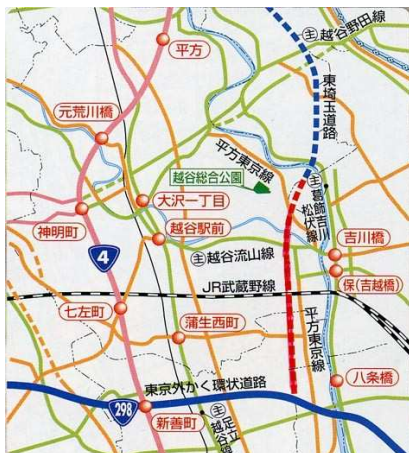 主越谷野田線
平方
東埼玉道路
元荒川橋
平方東京線
越谷総合公園
主葛飾吉川松伏線
大沢一丁目
神明町
越谷駅前
吉川橋
4
主越谷流山線
JR武蔵野線
保(吉越橋)
七左町
蒲生西町
平方東京線
東京外かく環状道路
八条橋
298
新善町
主足立越谷線